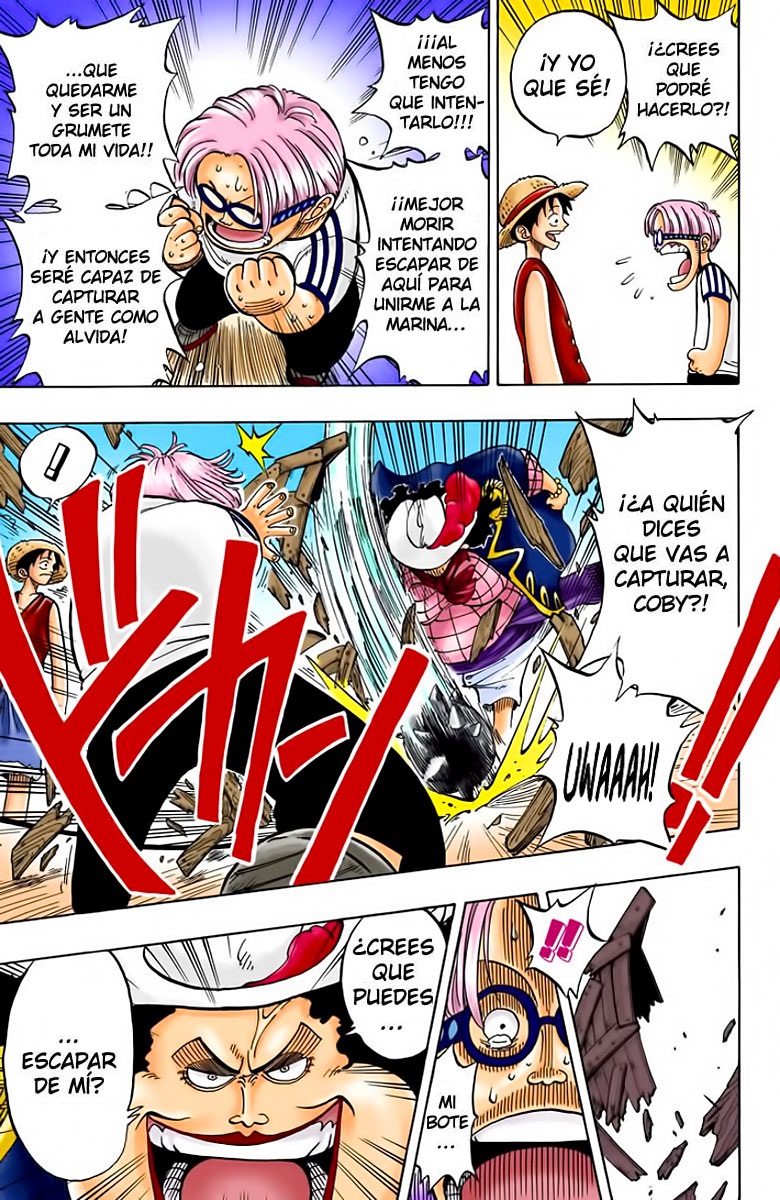 ¡¿CREES
QUE
PODRÉ
HACERLO?!
¡Y YO
QUE SÉ!
¡¡¡AL
MENOS
TENGO
QUE INTEN-
TARLO!!!
¡¡MEJOR
MORIR
INTENTANDO
ESCAPAR DE
AQUÍ PARA
UNIRME A LA
MARINA...
...QUE
QUEDARME
Y SER UN
GRUMETE
TODA MI VIDA!!
¡Y ENTONCES
SERÉ CAPAZ DE
CAPTURAR
A GENTE COMO
ALVIDA!
¡¿A QUIÉN
DICES
QUE VAS A
CAPTURAR,
COBY?!
UWAAAH!
!
ドカーン!!
!!
MI
BOTE
...
¿CREES
QUE
PUEDES
...
...
ESCAPAR
DE MÍ?